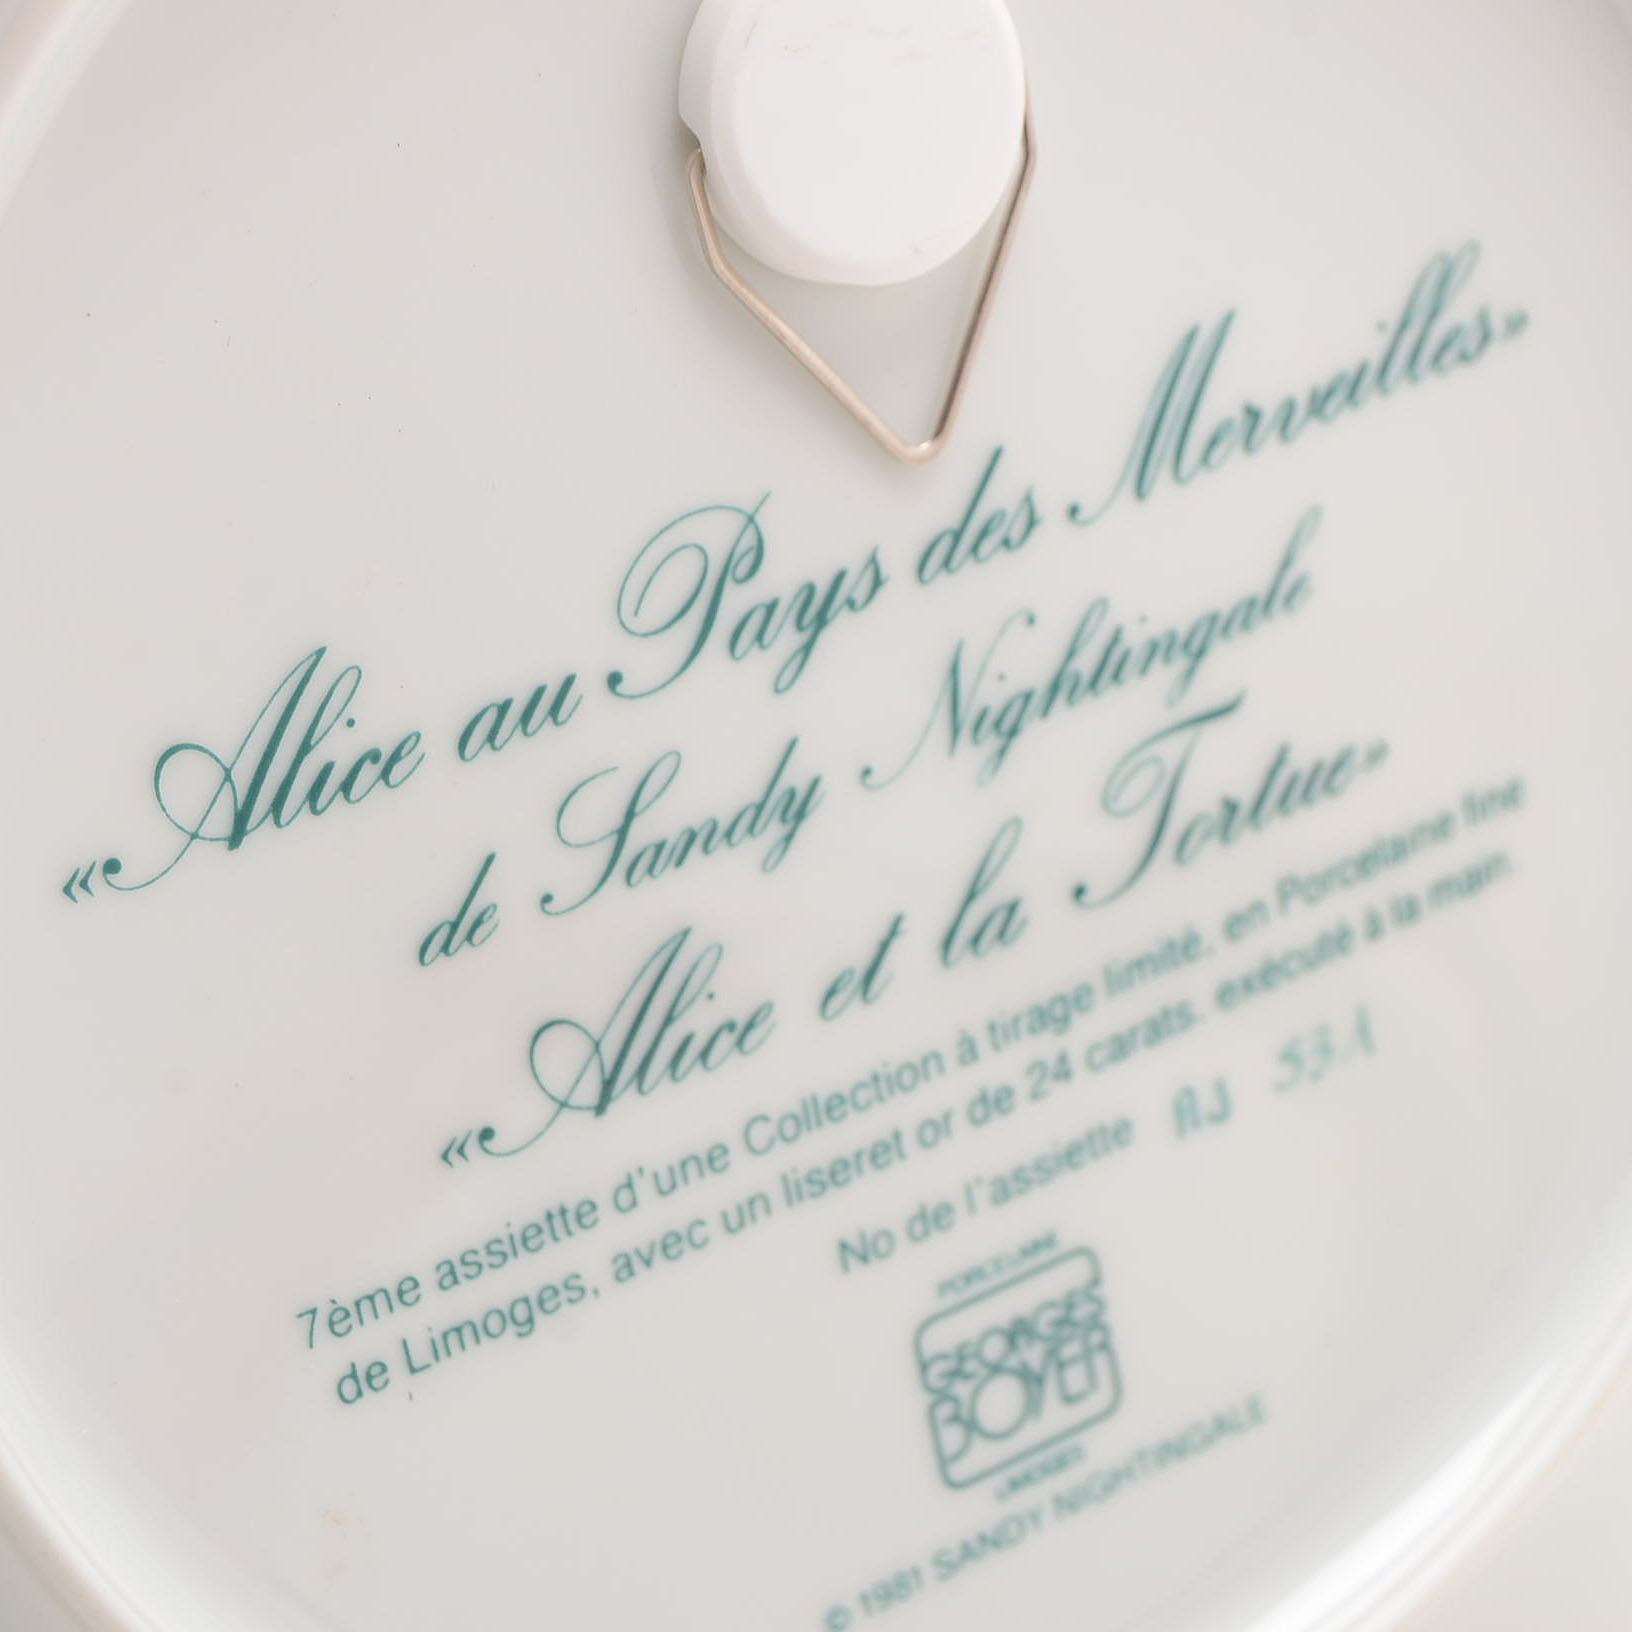 «Alice au Pays des Merveilles»
de Sandy Nightingale
«Alice et la Tortue»
7ème assiette d'une Collection à tirage limité, en Porcelaine fine
de Limoges, avec un liseret or de 24 carats. exécuté à la main.
No de l'assiette AJ 531
PORCELAINE
GEORGES
BOYER
LIMOGES
© 1981 SANDY NIGHTINGALE